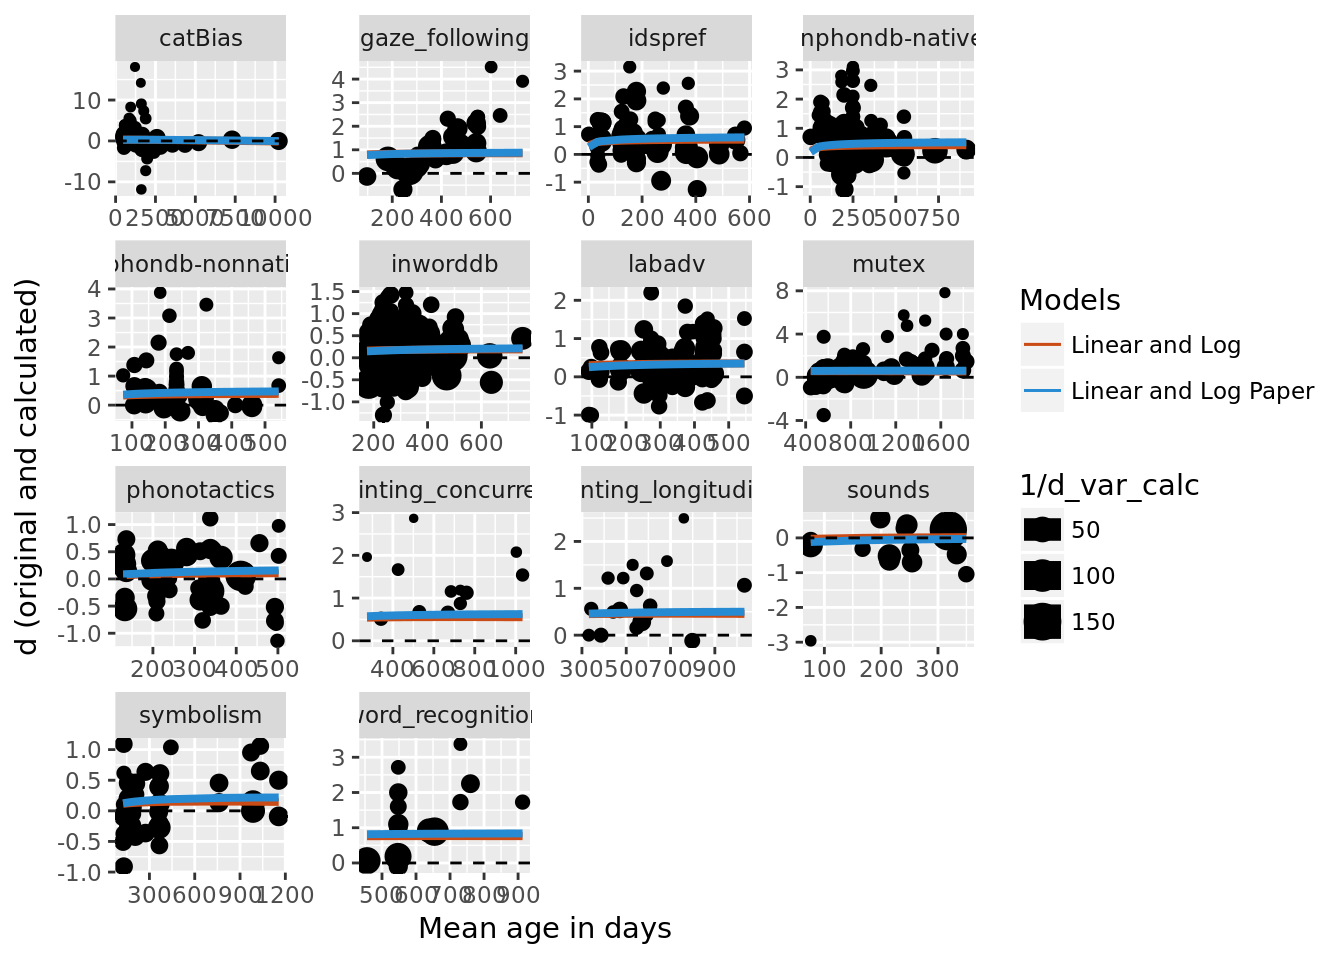 catBias
gaze_following
idspref
nphondb-native
10
0
-10
0 2500 5000 7500 10000
4
3
2
1
0
200 400 600
3
2
1
0
-1
0 200 400 600
3
2
1
0
-1
0 250 500 750
phondb-nonnati
inworddb
labadv
mutex
4
3
2
1
0
100 200 300 400 500
1.5
1.0
0.5
0.0
-0.5
-1.0
200 400 600
2
1
0
-1
100 200 300 400 500
8
4
0
-4
400 800 1200 1600
phonotactics
inting_concurre
nting_longitudi
sounds
1.0
0.5
0.0
-0.5
-1.0
200 300 400 500
3
2
1
0
400 600 800 1000
2
1
0
300 500 700 900
0
-1
-2
-3
100 200 300
symbolism
word_recognition
1.0
0.5
0.0
-0.5
-1.0
300 600 900 1200
3
2
1
0
500 600 700 800 900
Mean age in days
d (original and calculated)
Models
Linear and Log
Linear and Log Paper
1/d_var_calc
50
100
150